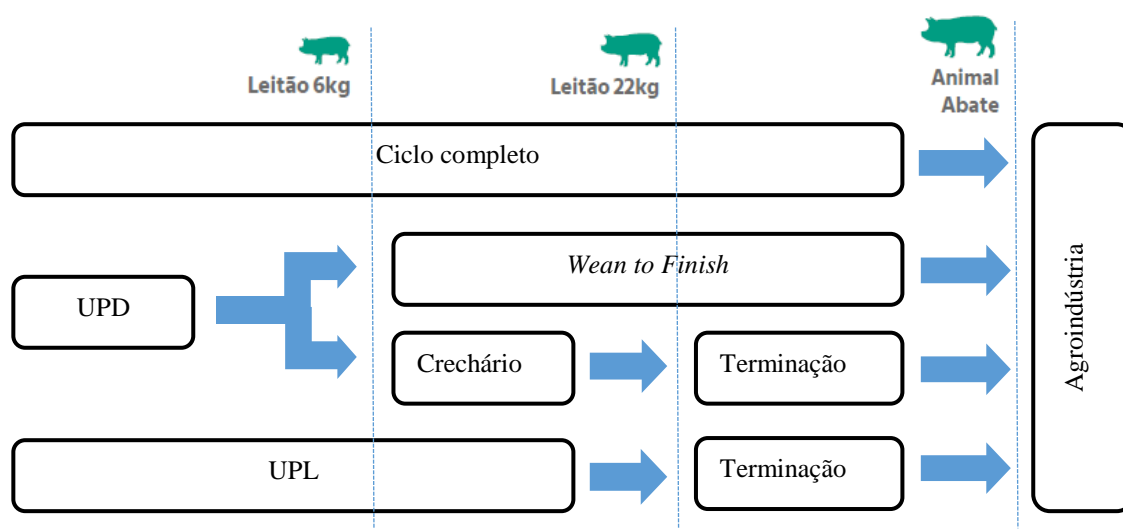 Leitão 6kg
Leitão 22kg
Animal
Abate
Ciclo completo
Wean to Finish
UPD
Crechário
Terminação
UPL
Terminação
Agroindústria